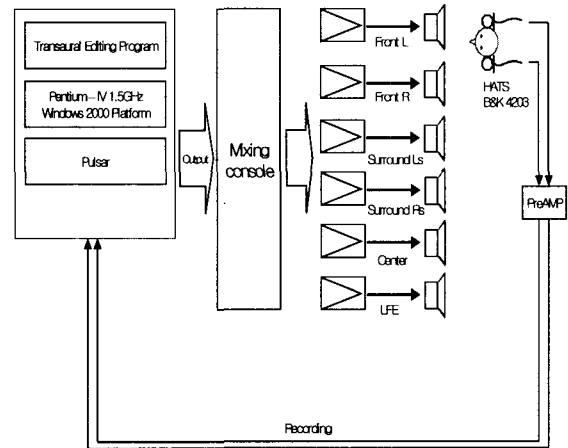 Transaural Editing Program
Pentium-IV 1.5GHz
Windows 2000 Platform
Pulsar
Output
Mxing
console
Front L
Front R
Surround Ls
Surround Rs
Center
LFE
HATS
B&K 4203
PreAMP
Recording